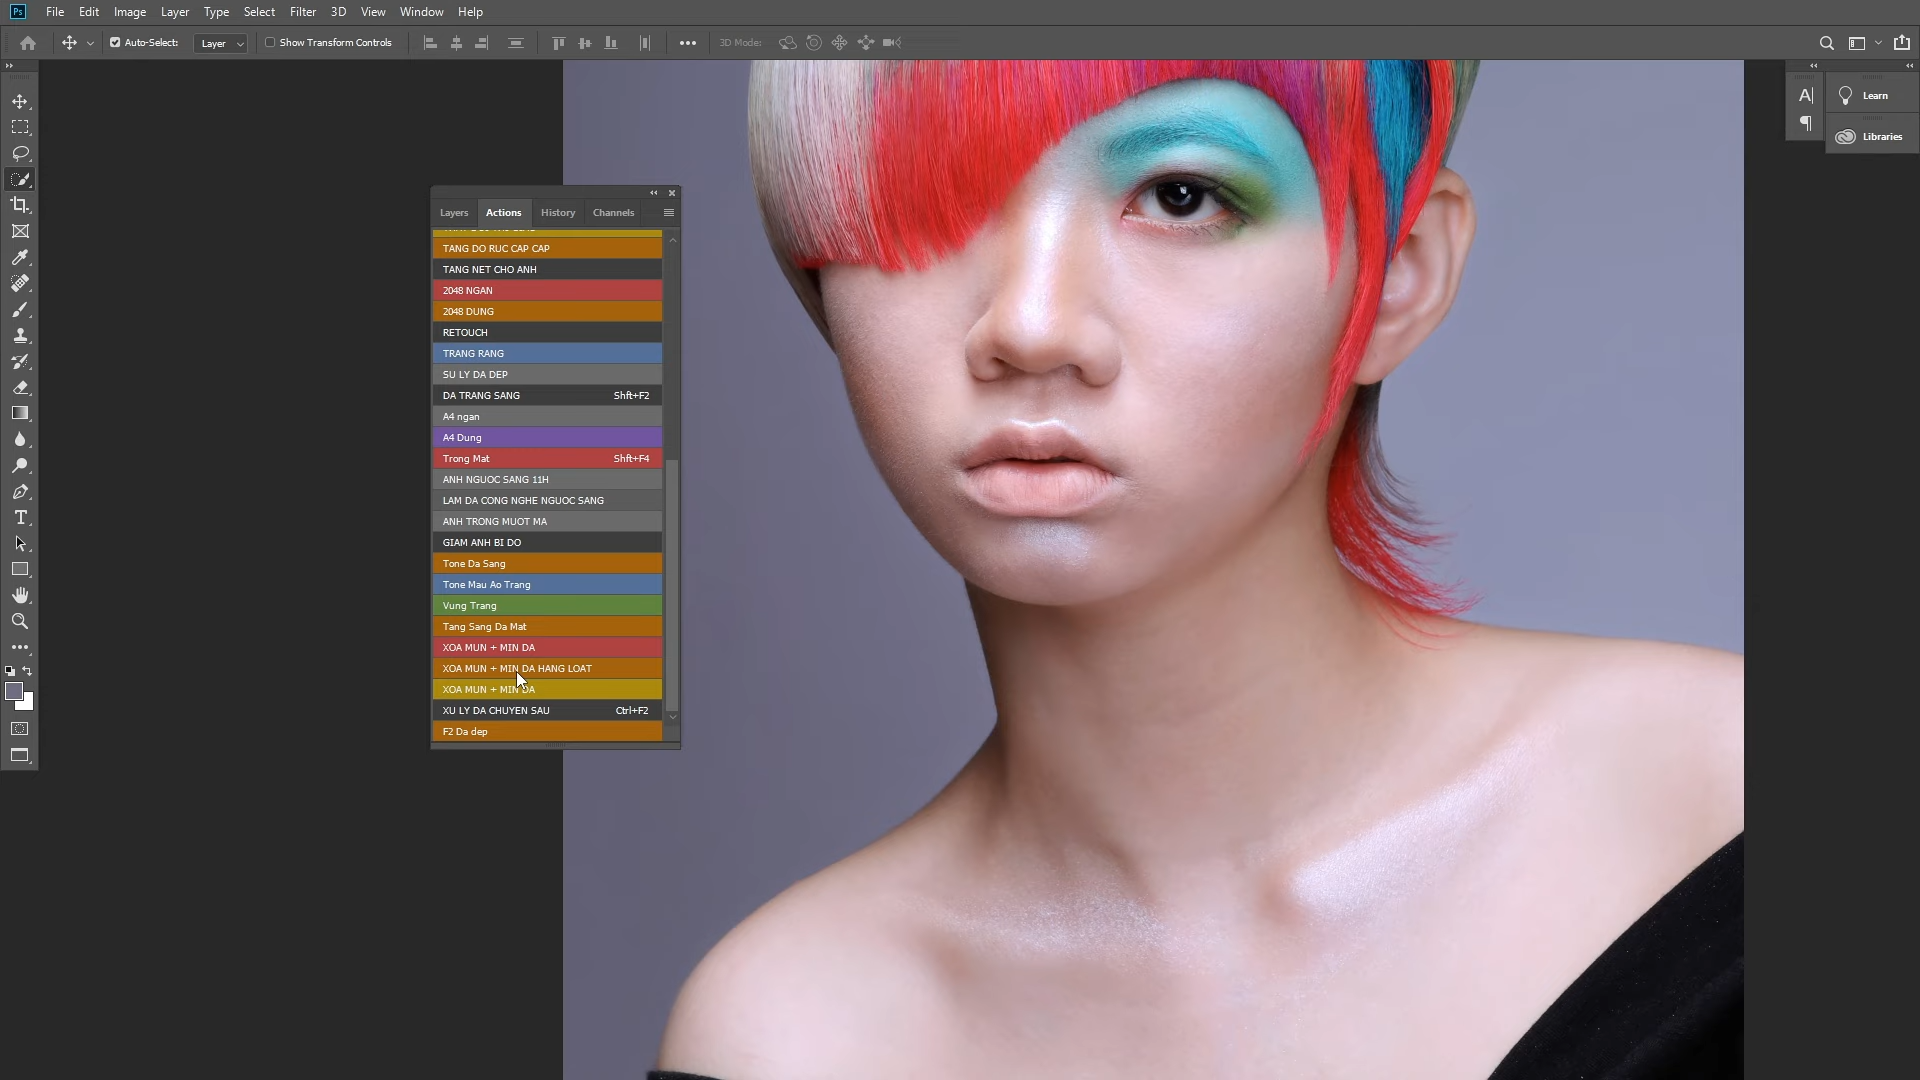 Ps File Edit Image Layer Type Select Filter 3D View Window Help
Auto-Select: Layer Show Transform Controls 3D Mode:
Learn
Libraries
Layers Actions History Channels
TANG DO RUC CAP CAP
TANG NET CHO ANH
2048 NGAN
2048 DUNG
RETOUCH
TRANG RANG
SU LY DA DEP
DA TRANG SANG Shft+F2
A4 ngan
A4 Dung
Trong Mat Shft+F4
ANH NGUOC SANG 11H
LAM DA CONG NGHE NGUOC SANG
ANH TRONG MUOT MA
GIAM ANH BI DO
Tone Da Sang
Tone Mau Ao Trang
Vung Trang
Tang Sang Da Mat
XOA MUN + MIN DA
XOA MUN + MIN DA HANG LOAT
XOA MUN + MIN DA
XU LY DA CHUYEN SAU Ctrl+F2
F2 Da dep